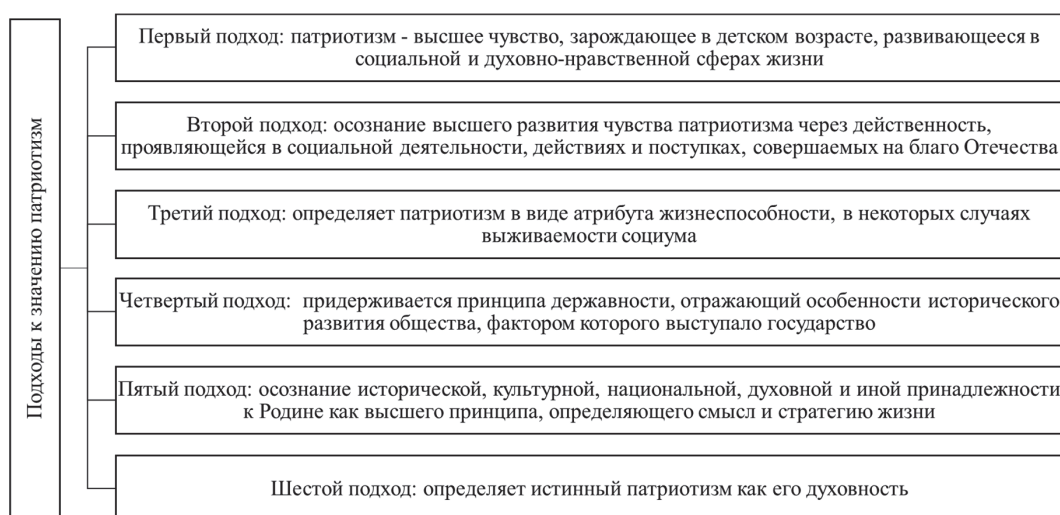 Подходы к значению патриотизм
Первый подход: патриотизм - высшее чувство, зарождающее в детском возрасте, развивающееся в
социальной и духовно-нравственной сферах жизни
Второй подход: осознание высшего развития чувства патриотизма через действенность,
проявляющейся в социальной деятельности, действиях и поступках, совершаемых на благо Отечества
Третий подход: определяет патриотизм в виде атрибута жизнеспособности, в некоторых случаях
выживаемости социума
Четвертый подход: придерживается принципа державности, отражающий особенности исторического
развития общества, фактором которого выступало государство
Пятый подход: осознание исторической, культурной, национальной, духовной и иной принадлежности
к Родине как высшего принципа, определяющего смысл и стратегию жизни
Шестой подход: определяет истинный патриотизм как его духовность